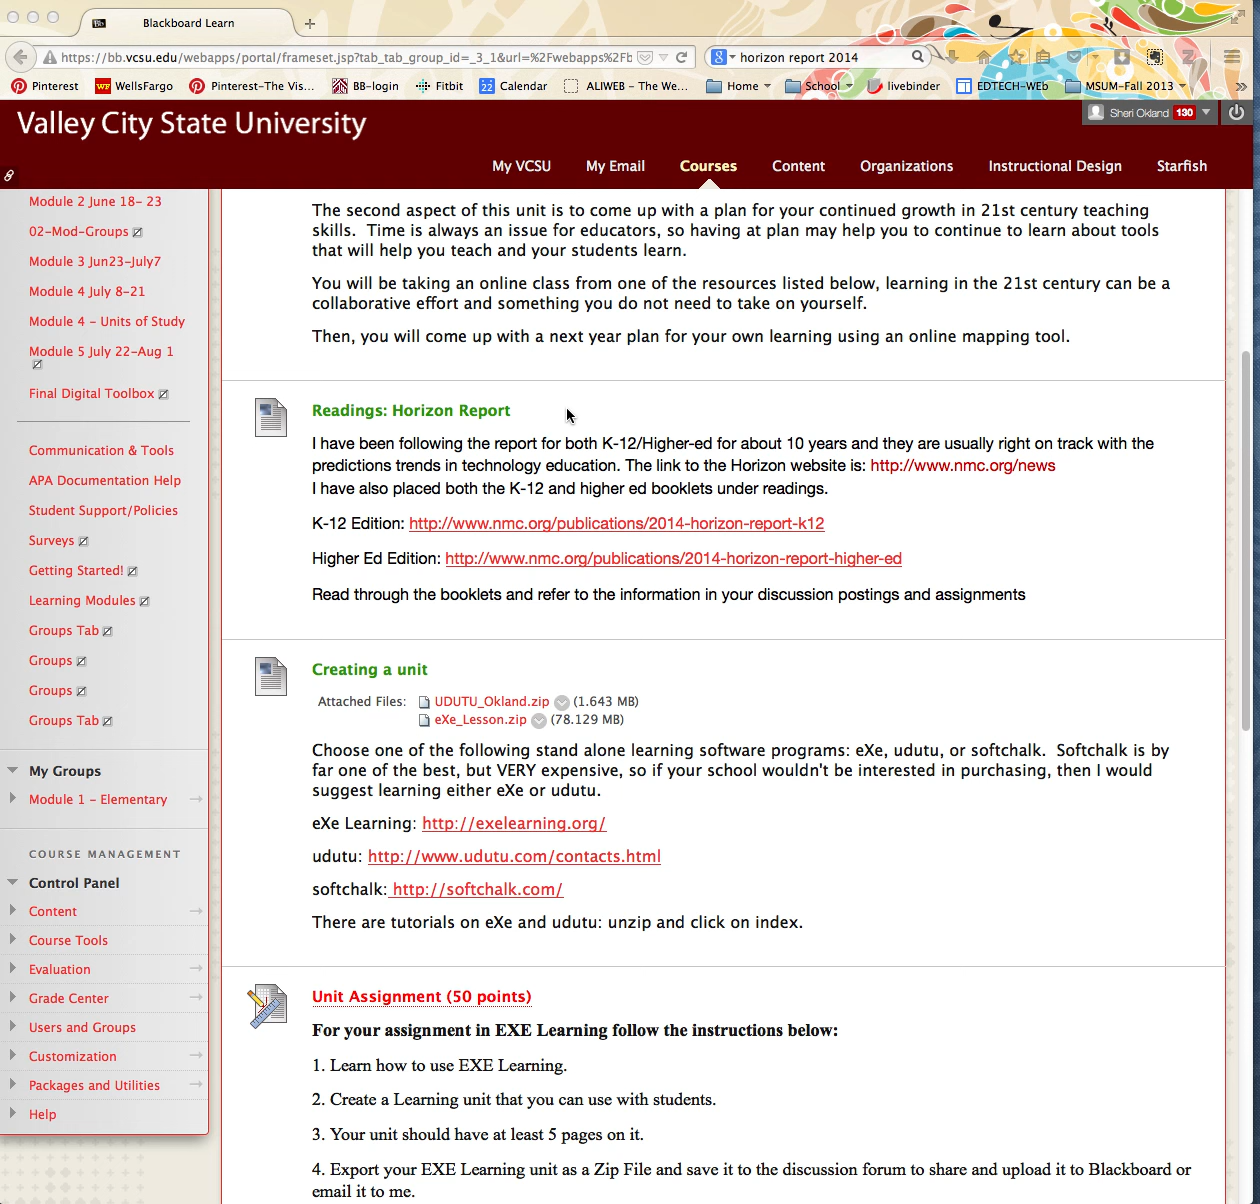 Blackboard Learn
https://bb.vcsu.edu/webapps/portal/frameset.jsp?tab_tab_group_id=_3_1&url=%2Fwebapps%2Fb
horizon report 2014
Pinterest
WellsFargo
Pinterest-The Vis...
BB-login
Fitbit
Calendar
ALIWEB - The We...
Home
School
livebinder
EDTECH-WEb
MSUM-Fall 2013
Valley City State University
Sheri Okland 130
My VCSU
My Email
Courses
Content
Organizations
Instructional Design
Starfish
Module 2 June 18- 23
02-Mod-Groups
Module 3 Jun23-July7
Module 4 July 8-21
Module 4 - Units of Study
Module 5 July 22-Aug 1
Final Digital Toolbox
Communication & Tools
APA Documentation Help
Student Support/Policies
Surveys
Getting Started!
Learning Modules
Groups Tab
Groups
Groups
Groups Tab
My Groups
Module 1 - Elementary
COURSE MANAGEMENT
Control Panel
Content
Course Tools
Evaluation
Grade Center
Users and Groups
Customization
Packages and Utilities
Help
The second aspect of this unit is to come up with a plan for your continued growth in 21st century teaching
skills.  Time is always an issue for educators, so having at plan may help you to continue to learn about tools
that will help you teach and your students learn.
You will be taking an online class from one of the resources listed below, learning in the 21st century can be a
collaborative effort and something you do not need to take on yourself.
Then, you will come up with a next year plan for your own learning using an online mapping tool.
Readings: Horizon Report
I have been following the report for both K-12/Higher-ed for about 10 years and they are usually right on track with the
predictions trends in technology education. The link to the Horizon website is: http://www.nmc.org/news
I have also placed both the K-12 and higher ed booklets under readings.
K-12 Edition: http://www.nmc.org/publications/2014-horizon-report-k12
Higher Ed Edition: http://www.nmc.org/publications/2014-horizon-report-higher-ed
Read through the booklets and refer to the information in your discussion postings and assignments
Creating a unit
Attached Files: UDUTU_Okland.zip (1.643 MB)
eXe_Lesson.zip (78.129 MB)
Choose one of the following stand alone learning software programs: eXe, udutu, or softchalk.  Softchalk is by
far one of the best, but VERY expensive, so if your school wouldn't be interested in purchasing, then I would
suggest learning either eXe or udutu.
eXe Learning: http://exelearning.org/
udutu: http://www.udutu.com/contacts.html
softchalk: http://softchalk.com/
There are tutorials on eXe and udutu: unzip and click on index.
Unit Assignment (50 points)
For your assignment in EXE Learning follow the instructions below:
1. Learn how to use EXE Learning.
2. Create a Learning unit that you can use with students.
3. Your unit should have at least 5 pages on it.
4. Export your EXE Learning unit as a Zip File and save it to the discussion forum to share and upload it to Blackboard or
email it to me.